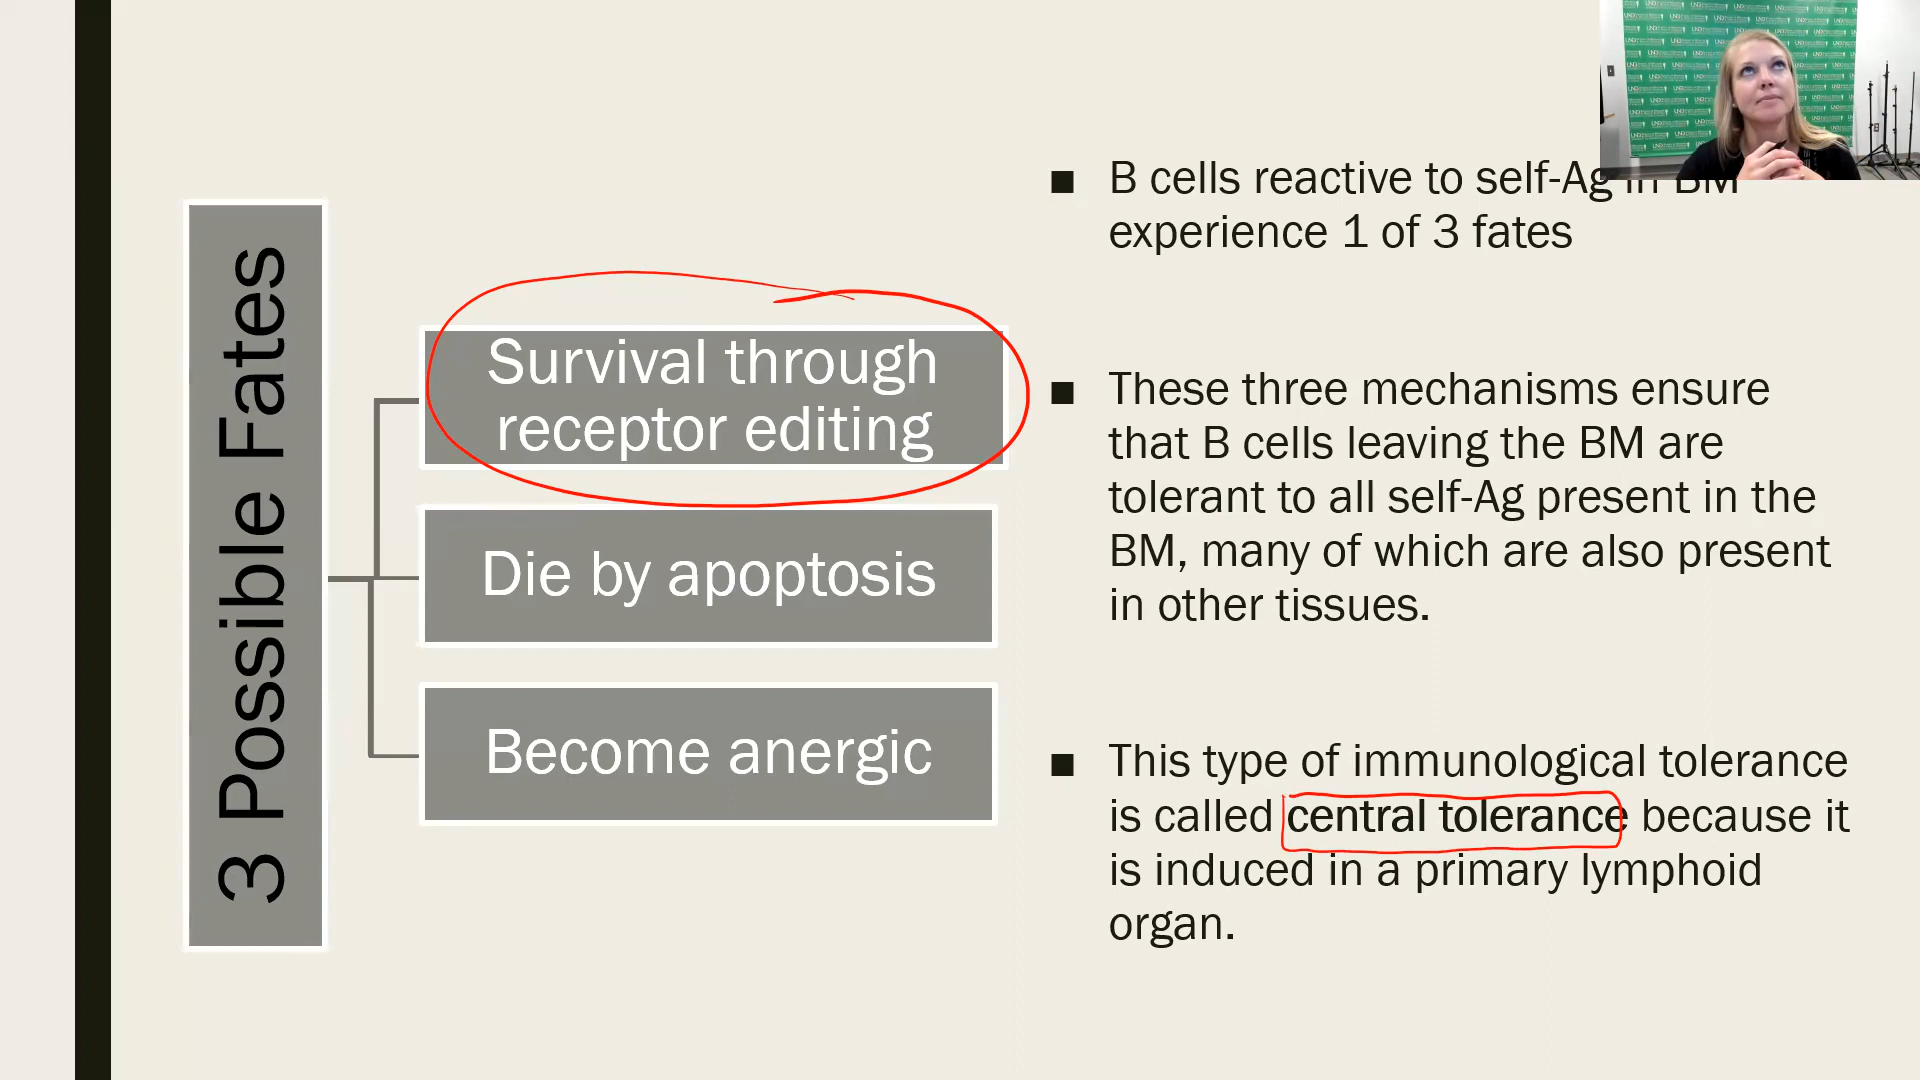 3 Possible Fates
Survival through
receptor editing
Die by apoptosis
Become anergic
■ B cells reactive to self-Ag in BM
experience 1 of 3 fates
■ These three mechanisms ensure
that B cells leaving the BM are
tolerant to all self-Ag present in the
BM, many of which are also present
in other tissues.
■ This type of immunological tolerance
is called central tolerance because it
is induced in a primary lymphoid
organ.